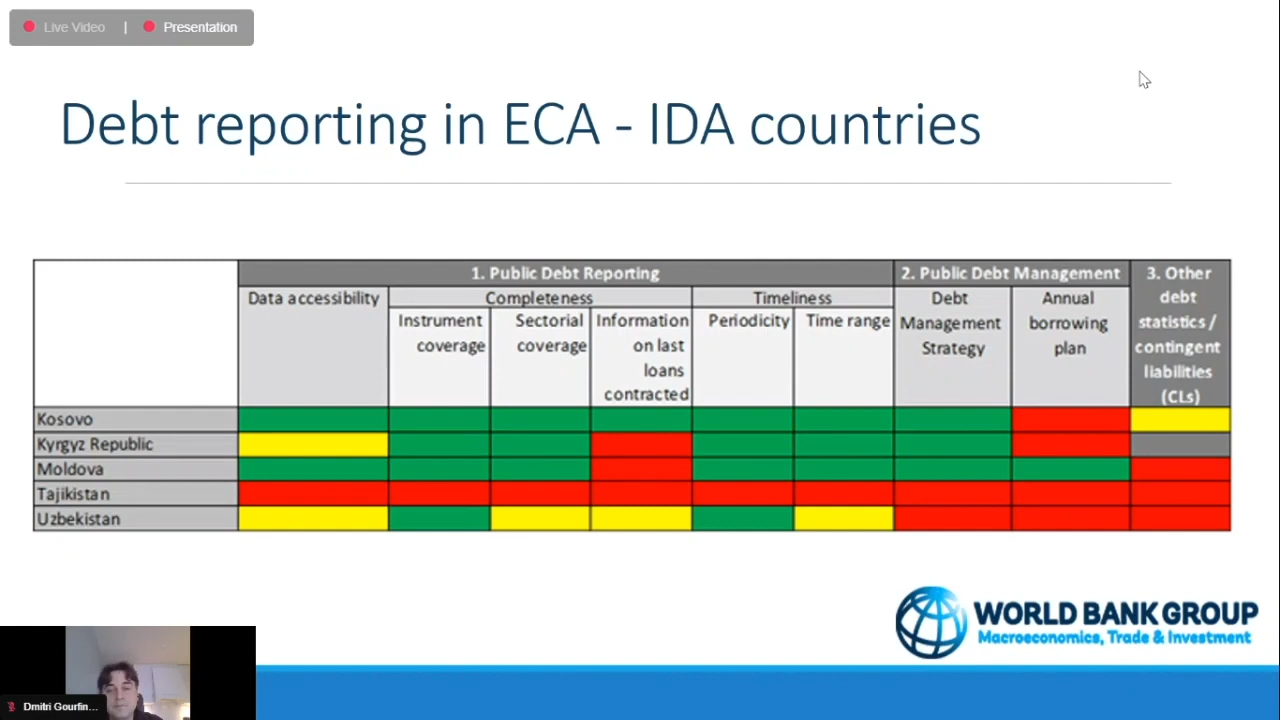 Live Video | Presentation
Debt reporting in ECA - IDA countries
1. Public Debt Reporting
2. Public Debt Management
3. Other
debt
statistics /
contingent
liabilities
(CLs)
Data accessibility
Completeness
Timeliness
Debt
Management
Strategy
Annual
borrowing
plan
Instrument
coverage
Sectorial
coverage
Information
on last
loans
contracted
Periodicity
Time range
Kosovo
Kyrgyz Republic
Moldova
Tajikistan
Uzbekistan
WORLD BANK GROUP
Macroeconomics, Trade & Investment
Dmitri Gourfin...